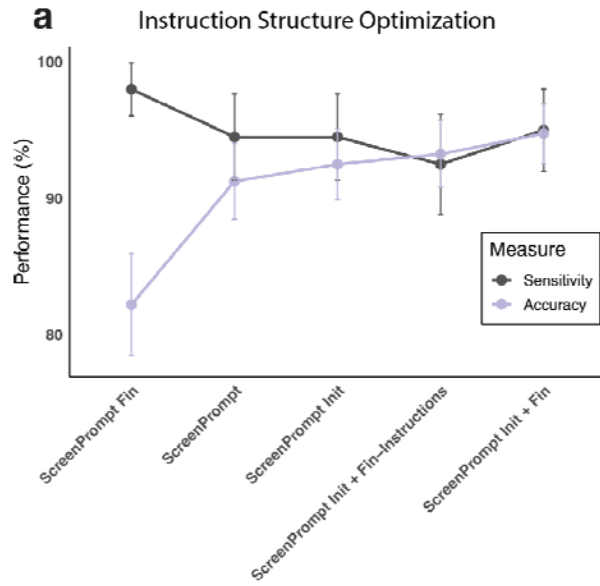 a
Instruction Structure Optimization
100
90
80
Performance (%)
Measure
Sensitivity
Accuracy
ScreenPrompt Fin
ScreenPrompt
ScreenPrompt Init
ScreenPrompt Init + Fin–Instructions
ScreenPrompt Init + Fin